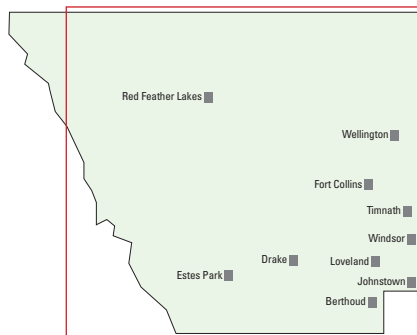 Red Feather Lakes
Wellington
Fort Collins
Timnath
Windsor
Drake
Loveland
Estes Park
Johnstown
Berthoud